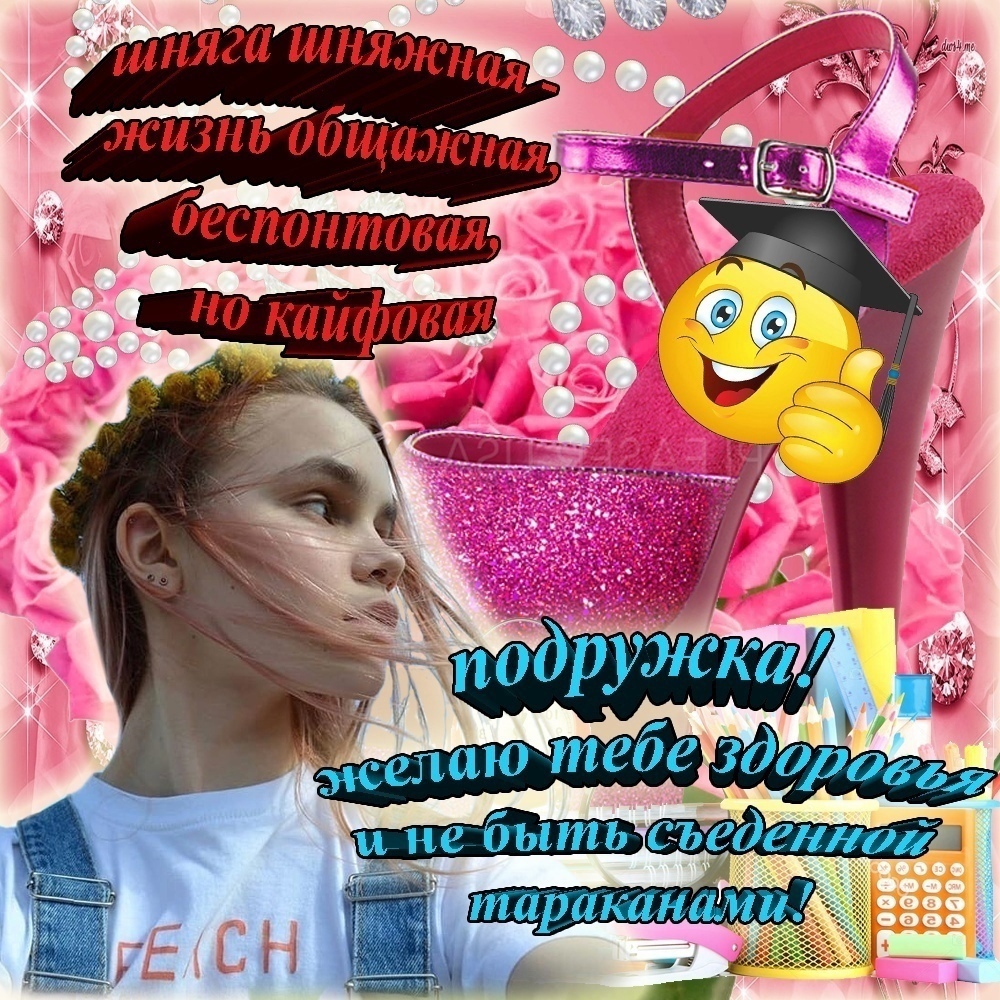 шняга шняжная -
жизнь общажная,
беспонтовая,
но кайфовая
подружка!
желаю тебе здоровья
и не быть съеденной
тараканами!